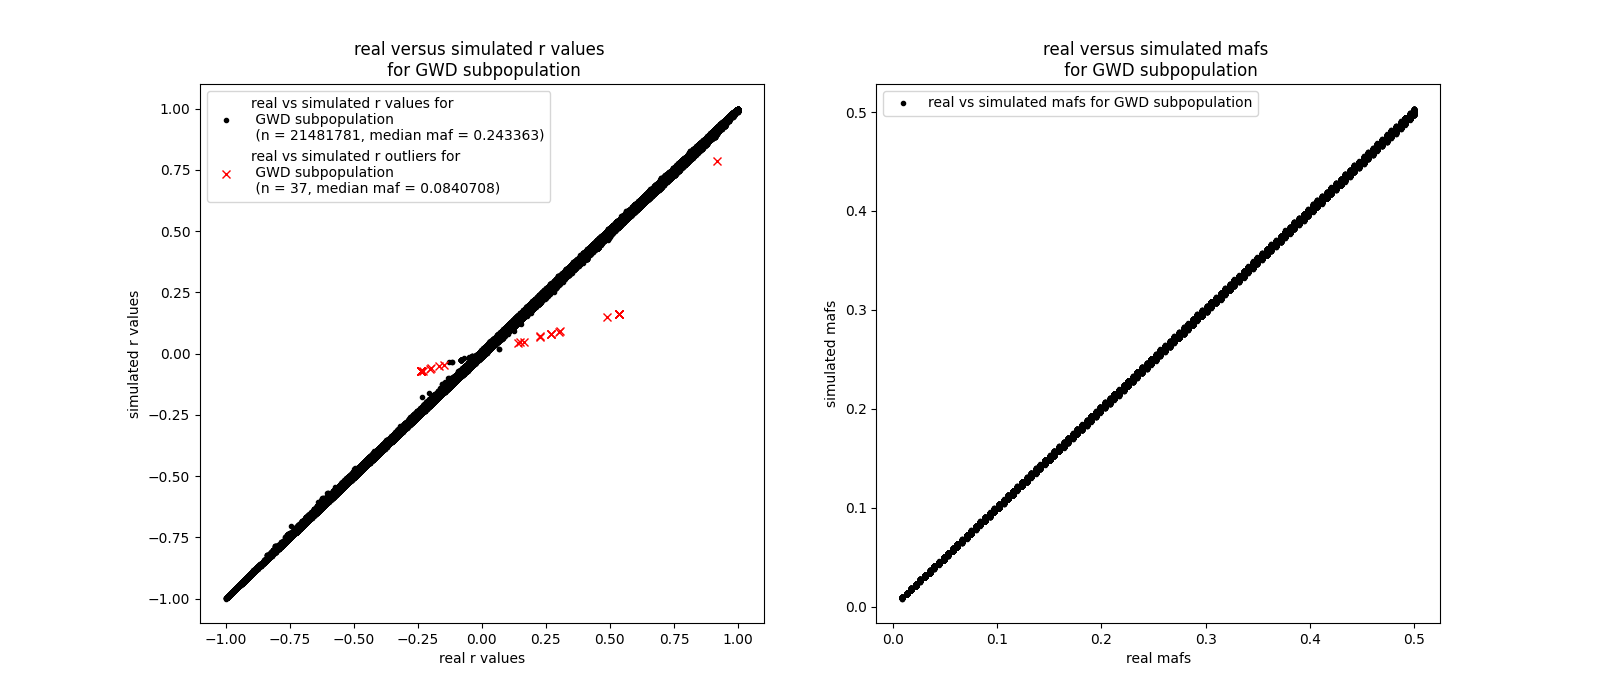 real versus simulated r values
for GWD subpopulation
real vs simulated r values for
GWD subpopulation
(n = 21481781, median maf = 0.243363)
real vs simulated r outliers for
GWD subpopulation
(n = 37, median maf = 0.0840708)
1.00
0.75
0.50
0.25
0.00
−0.25
−0.50
−0.75
−1.00
simulated r values
−1.00 −0.75 −0.50 −0.25 0.00 0.25 0.50 0.75 1.00
real r values
real versus simulated mafs
for GWD subpopulation
real vs simulated mafs for GWD subpopulation
0.5
0.4
0.3
0.2
0.1
0.0
simulated mafs
0.0 0.1 0.2 0.3 0.4 0.5
real mafs